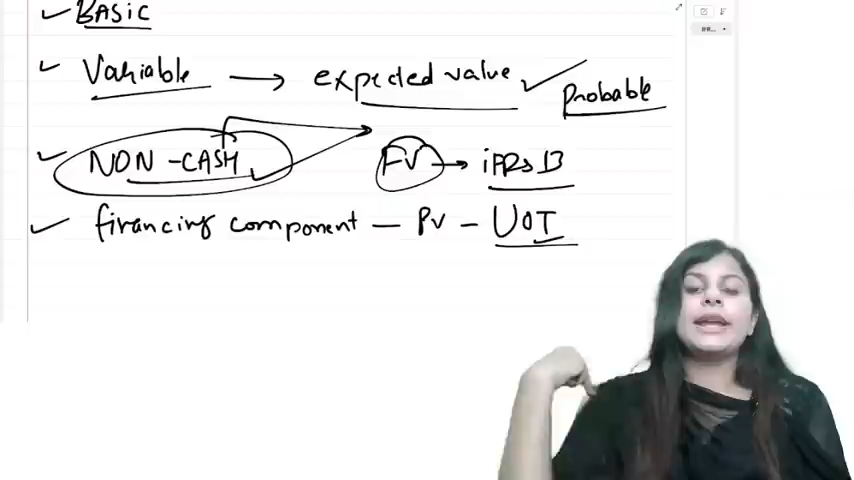 BASIC
Variable → expected value probable
NON-CASH FV → iFRS 13
financing component — PV — UOT